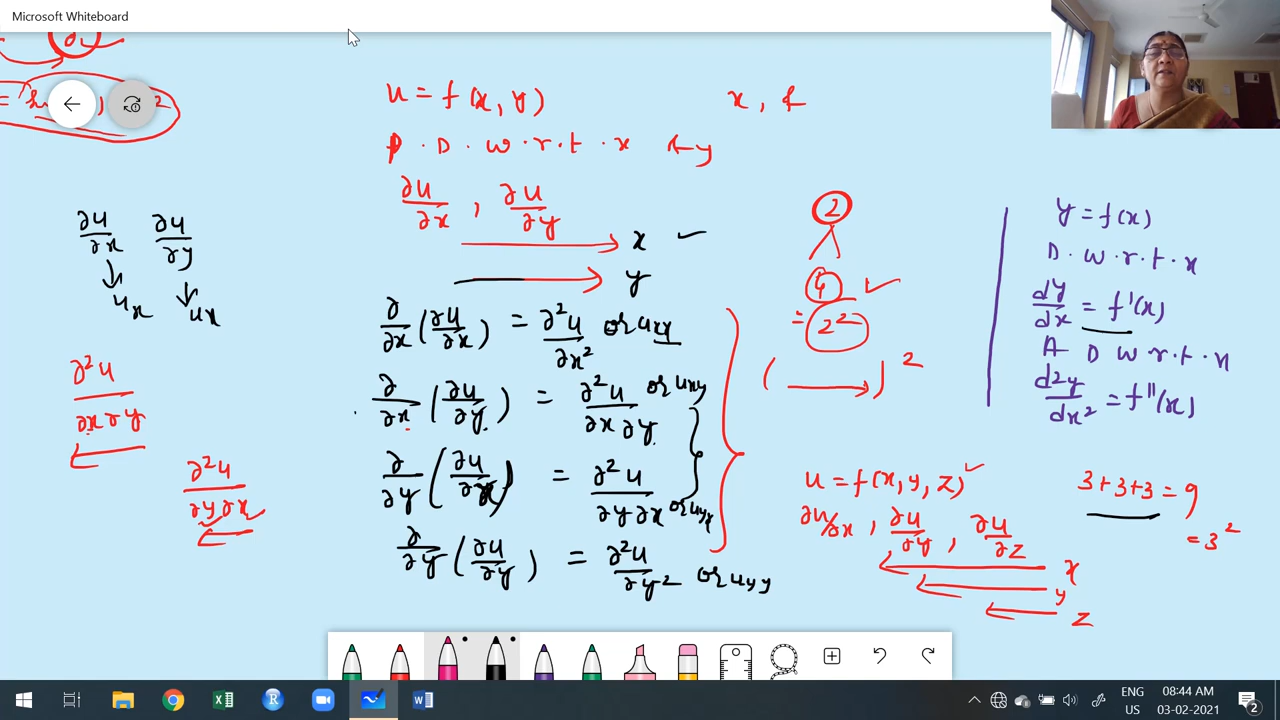 Microsoft Whiteboard
u = f(x, y)
x, &
P.D.w.r.t.x & y
∂u/∂x , ∂u/∂y
x ✓
y
∂/∂x (∂u/∂x) = ∂²u/∂x² or uxx
∂/∂x (∂u/∂y) = ∂²u/∂x∂y or uxy
∂/∂y (∂u/∂x) = ∂²u/∂y∂x or uyx
∂/∂y (∂u/∂y) = ∂²u/∂y² or uyy
∂u/∂x ∂u/∂y
ux ux
∂²u/∂x∂y
∂²u/∂y∂x
2
4 ✓
= 2²
( → )²
y = f(x)
D.w.r.t.x
dy/dx = f'(x)
A D w r.t.x
d2y/dx² = f''(x)
u = f(x, y, z) ✓
∂u/∂x , ∂u/∂y , ∂u/∂z
x
y
z
3+3+3 = 9
= 3²
ENG
US
08:44 AM
03-02-2021
2